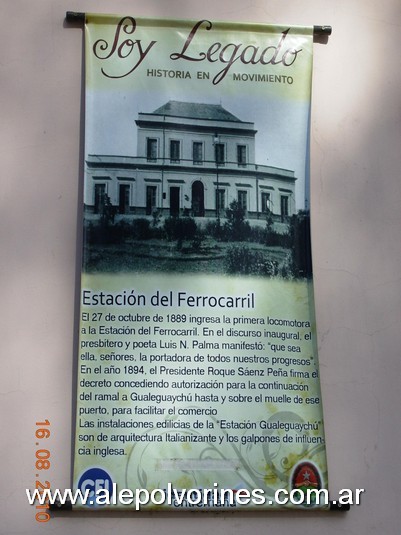 Soy Legado
HISTORIA EN MOVIMIENTO
Estación del Ferrocarril
El 27 de octubre de 1889 ingresa la primera locomotora
a la Estación del Ferrocarril. En el discurso inaugural, el
presbitero y poeta Luis N. Palma manifestó: "que sea
ella, señores, la portadora de todos nuestros progresos".
En el año 1894, el Presidente Roque Sáenz Peña firma el
decreto concediendo autorización para la continuación
del ramal a Gualeguaychú hasta y sobre el muelle de ese
puerto, para facilitar el comercio
Las instalaciones edilicias de la "Estación Gualeguaychú"
son de arquitectura Italianizante y los galpones de influen
cia inglesa.
16.08.2010
CFI
www.alepolvorines.com.ar